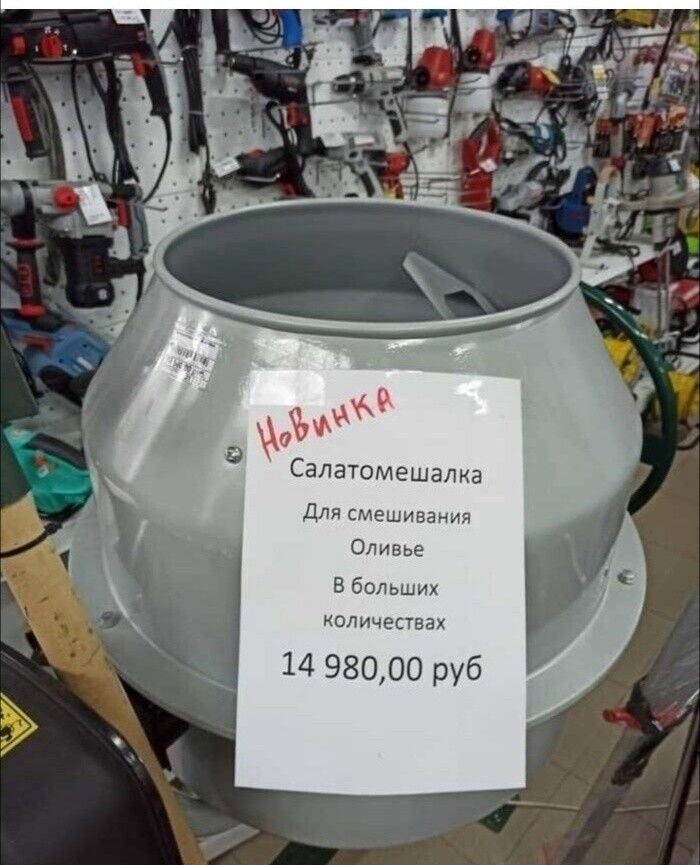 НОВИНКА
Салатомешалка
Для смешивания
Оливье
В больших
количествах
14 980,00 руб